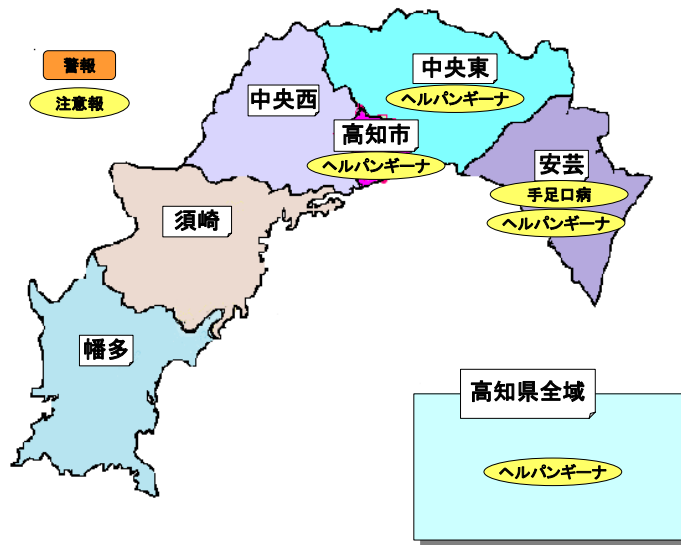 警報
注意報
中央東
ヘルパンギーナ
中央西
高知市
ヘルパンギーナ
安芸
手足口病
ヘルパンギーナ
須崎
幡多
高知県全域
ヘルパンギーナ